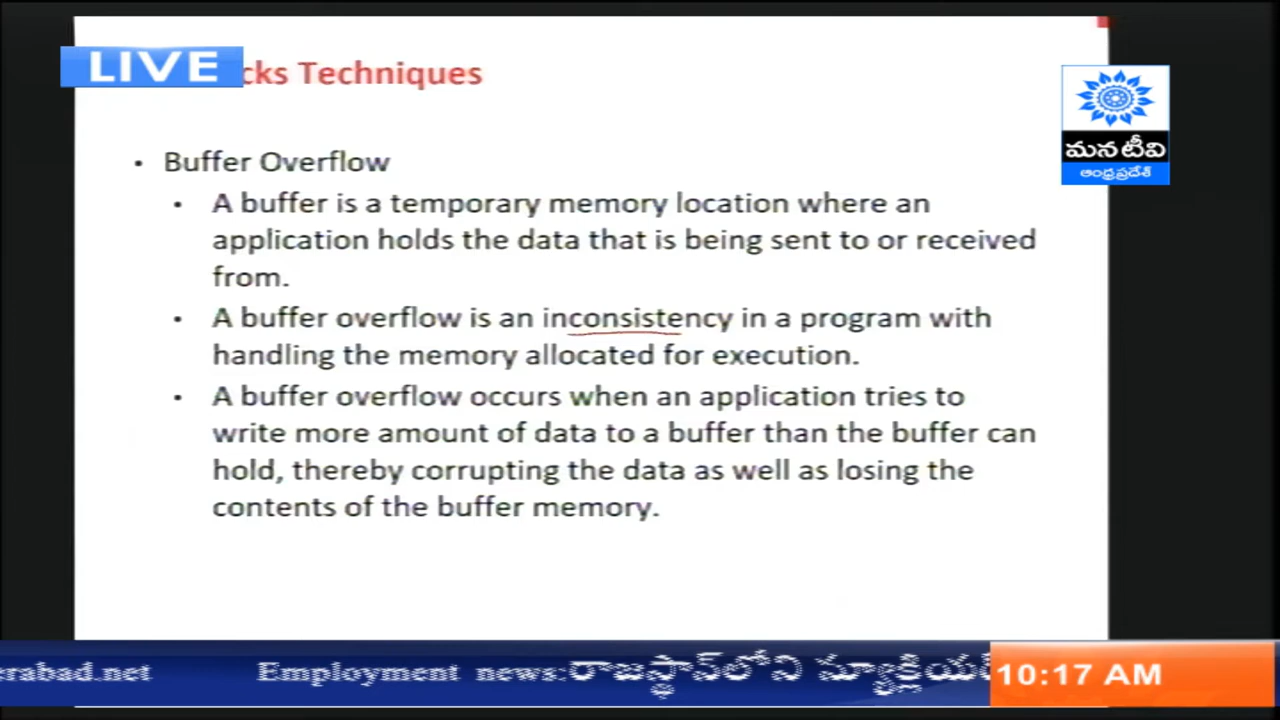 LIVE
cks Techniques
మన టీవి
ఆంధ్రప్రదేశ్
• Buffer Overflow
• A buffer is a temporary memory location where an
application holds the data that is being sent to or received
from.
• A buffer overflow is an inconsistency in a program with
handling the memory allocated for execution.
• A buffer overflow occurs when an application tries to
write more amount of data to a buffer than the buffer can
hold, thereby corrupting the data as well as losing the
contents of the buffer memory.
erabad.net Employment news:రాజస్థాన్‌లోని న్యూక్లియర్
10:17 AM